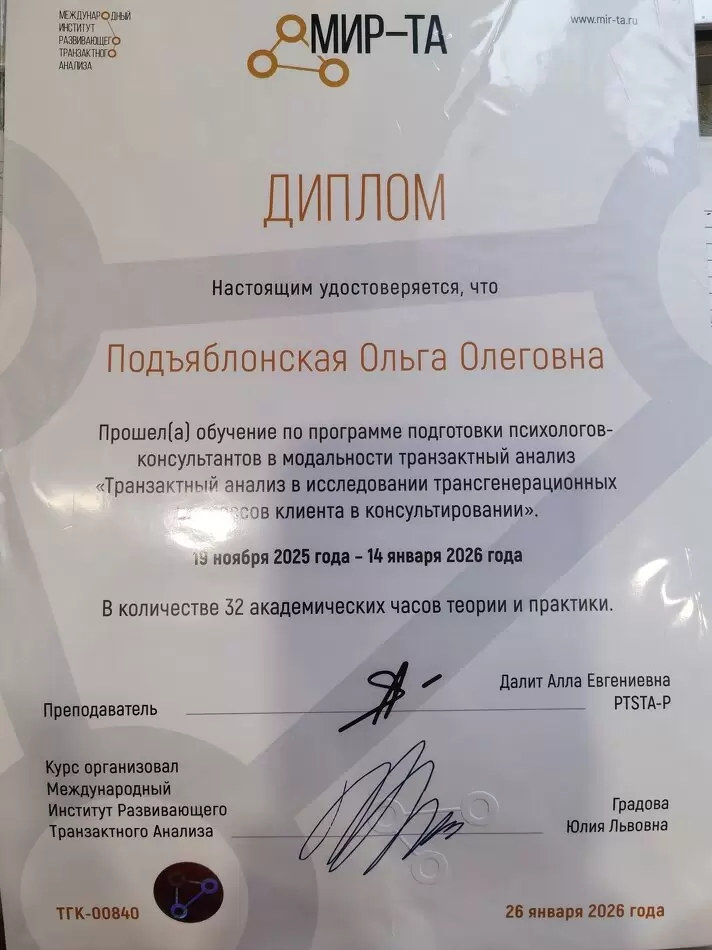 МЕЖДУНАРОДНЫЙ
ИНСТИТУТ
РАЗВИВАЮЩЕГО
ТРАНЗАКТНОГО
АНАЛИЗА
МИР-ТА
www.mir-ta.ru
ДИПЛОМ
Настоящим удостоверяется, что
Подъяблонская Ольга Олеговна
Прошел(а) обучение по программе подготовки психологов-
консультантов в модальности транзактный анализ
«Транзактный анализ в исследовании трансгенерационных
клиента в консультировании».
19 ноября 2025 года – 14 января 2026 года
В количестве 32 академических часов теории и практики.
Преподаватель
Далит Алла Евгениевна
PTSTA-P
Курс организовал
Международный
Институт Развивающего
Транзактного Анализа
Градова
Юлия Львовна
ТГК-00840
26 января 2026 года